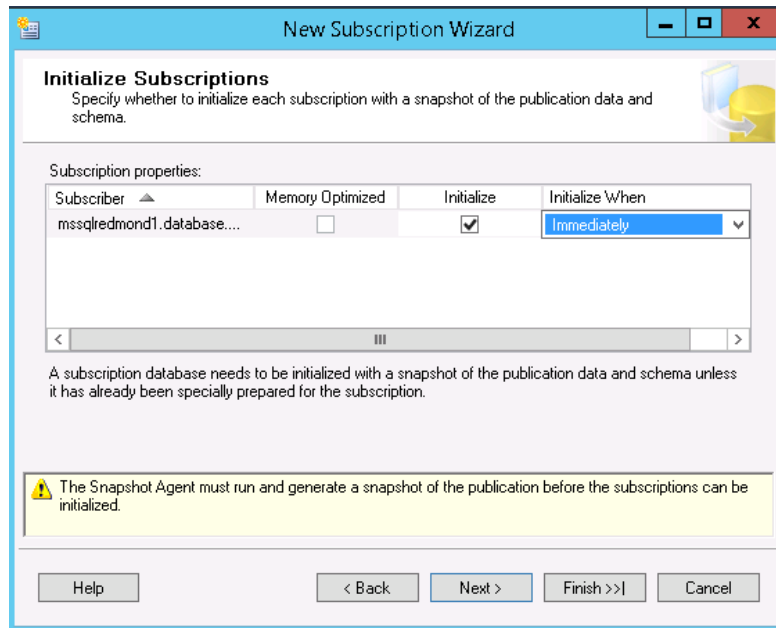 New Subscription Wizard
Initialize Subscriptions
Specify whether to initialize each subscription with a snapshot of the publication data and
schema.
Subscription properties:
Subscriber Memory Optimized Initialize Initialize When
mssqlredmond1.database.... Immediately
A subscription database needs to be initialized with a snapshot of the publication data and schema unless
it has already been specially prepared for the subscription.
The Snapshot Agent must run and generate a snapshot of the publication before the subscriptions can be
initialized.
Help < Back Next > Finish >>| Cancel